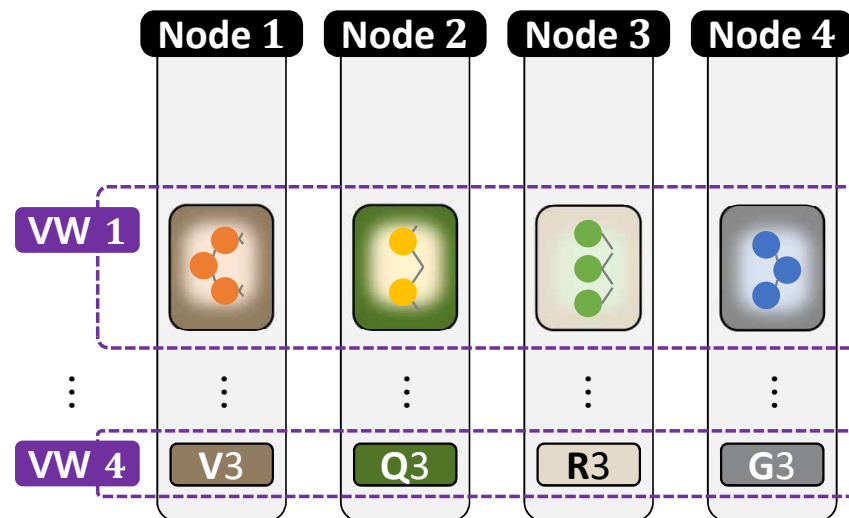 Node 1 Node 2 Node 3 Node 4
VW 1
⋮ ⋮ ⋮ ⋮ ⋮
VW 4 V3 Q3 R3 G3